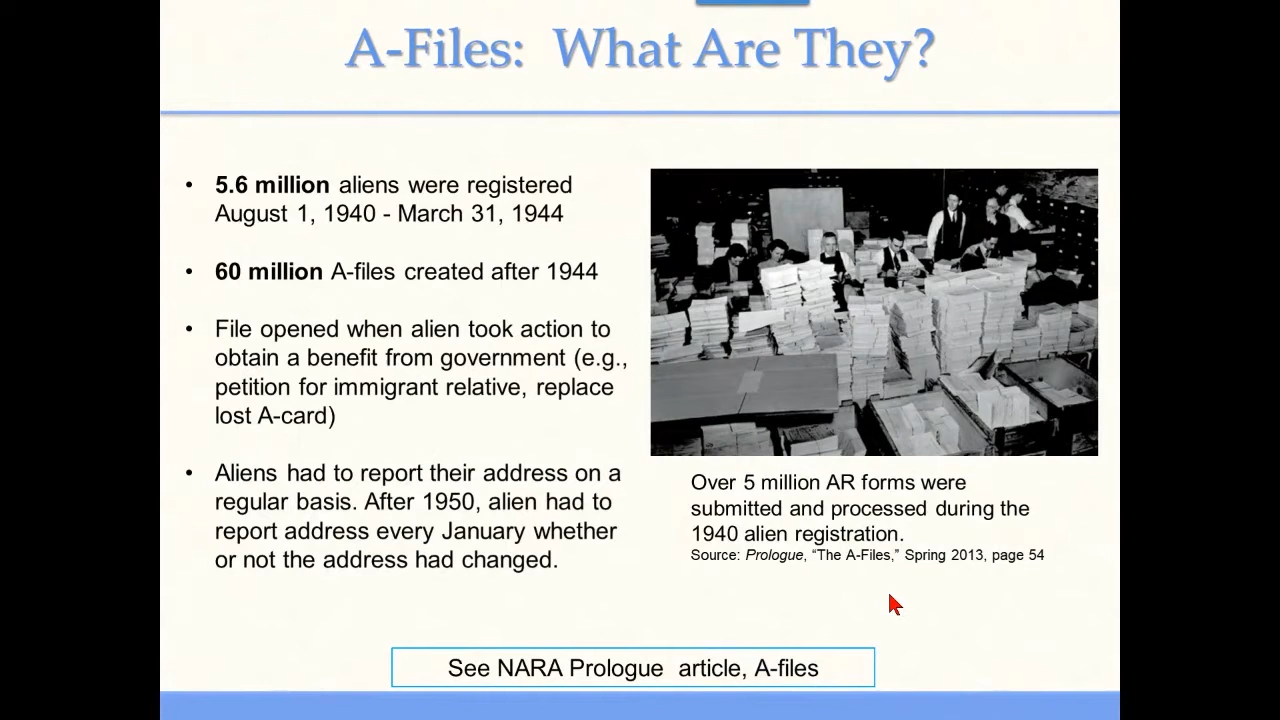 A-Files:  What Are They?
• 5.6 million aliens were registered
August 1, 1940 - March 31, 1944
• 60 million A-files created after 1944
• File opened when alien took action to
obtain a benefit from government (e.g.,
petition for immigrant relative, replace
lost A-card)
• Aliens had to report their address on a
regular basis. After 1950, alien had to
report address every January whether
or not the address had changed.
Over 5 million AR forms were
submitted and processed during the
1940 alien registration.
Source: Prologue, “The A-Files,” Spring 2013, page 54
See NARA Prologue  article, A-files